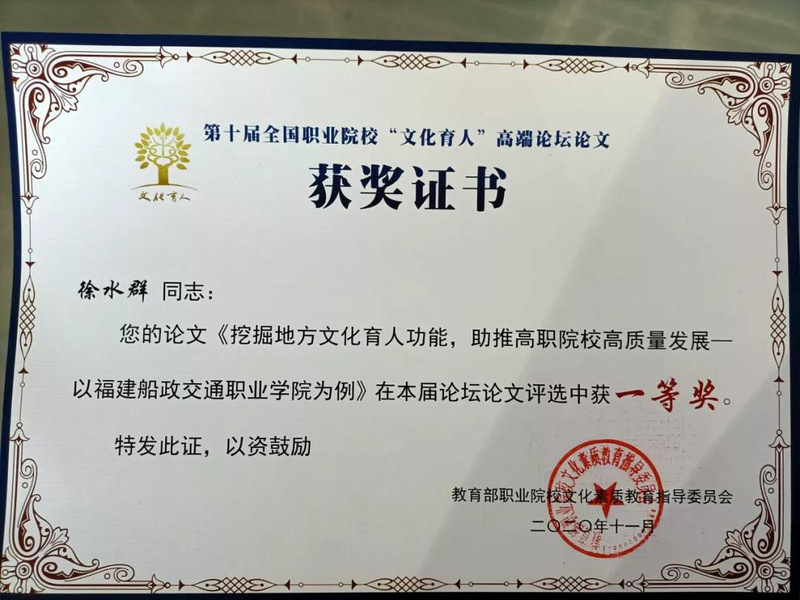 第十届全国职业院校“文化育人”高端论坛论文
获奖证书
文化育人
徐水群 同志：
您的论文《挖掘地方文化育人功能，助推高职院校高质量发展—
以福建船政交通职业学院为例》在本届论坛论文评选中获 一等奖。
特发此证，以资鼓励
教育部职业院校文化素质教育指导委员会
二〇二〇年十一月